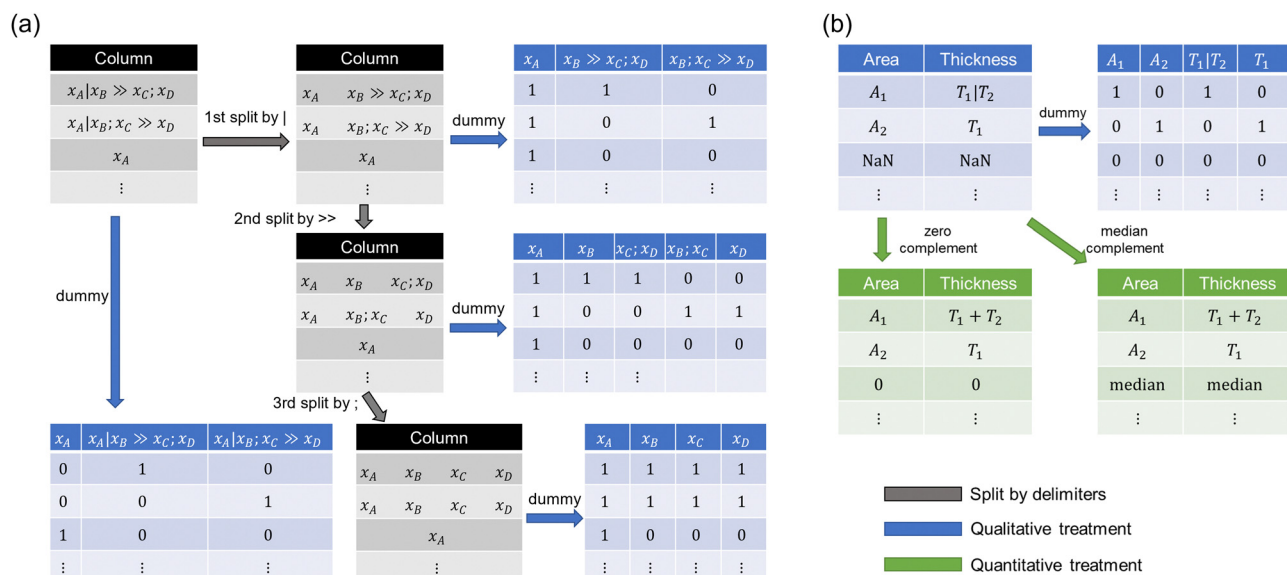 (a)
Column
x_A|x_B ≫ x_C; x_D
x_A|x_B; x_C ≫ x_D
x_A
⋮
1st split by |
Column
x_A x_B ≫ x_C; x_D
x_A x_B; x_C ≫ x_D
x_A
⋮
dummy
x_A x_B ≫ x_C; x_D x_B; x_C ≫ x_D
1 1 0
1 0 1
1 0 0
⋮ ⋮ ⋮
2nd split by >>
Column
x_A x_B x_C; x_D
x_A x_B; x_C x_D
x_A
⋮
dummy
x_A x_B x_C; x_D x_B; x_C x_D
1 1 1 0 0
1 0 0 1 1
1 0 0 0 0
⋮ ⋮ ⋮
dummy
x_A x_A|x_B ≫ x_C; x_D x_A|x_B; x_C ≫ x_D
0 1 0
0 0 1
1 0 0
⋮ ⋮ ⋮
3rd split by ;
Column
x_A x_B x_C x_D
x_A x_B x_C x_D
x_A
⋮
dummy
x_A x_B x_C x_D
1 1 1 1
1 1 1 1
1 0 0 0
⋮ ⋮ ⋮ ⋮
(b)
Area Thickness
A_1 T_1|T_2
A_2 T_1
NaN NaN
⋮ ⋮
dummy
A_1 A_2 T_1|T_2 T_1
1 0 1 0
0 1 0 1
0 0 0 0
⋮ ⋮ ⋮ ⋮
zero
complement
median
complement
Area Thickness
A_1 T_1 + T_2
A_2 T_1
0 0
⋮ ⋮
Area Thickness
A_1 T_1 + T_2
A_2 T_1
median median
⋮ ⋮
Split by delimiters
Qualitative treatment
Quantitative treatment